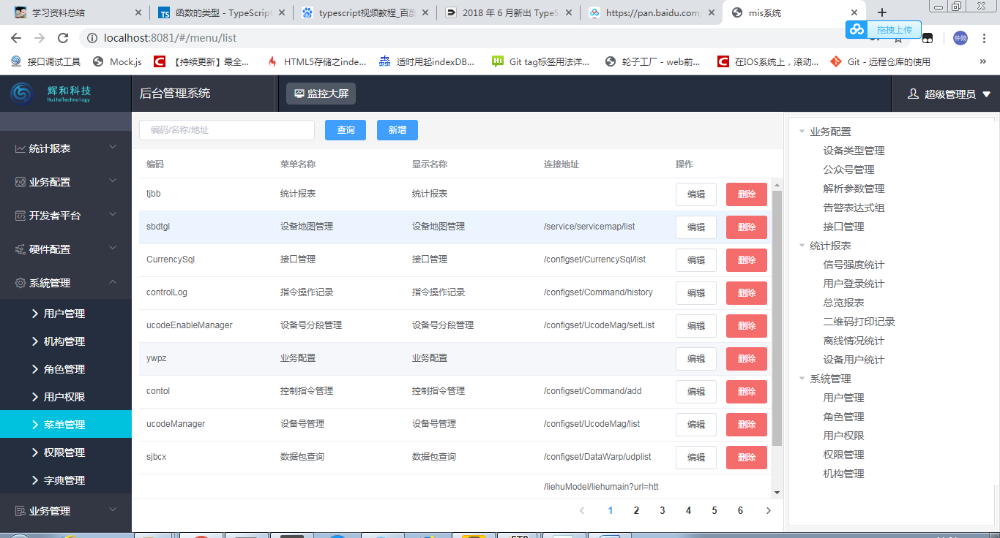 学习资料总结
函数的类型 - TypeScript
typescript视频教程_百度
2018 年 6 月新出 TypeS
https://pan.baidu.com/
mis系统
拖拽上传
localhost:8081/#/menu/list
仲勋
接口调试工具
Mock.js
【持续更新】最全...
HTML5存储之inde...
适时用起indexDB...
Git tag标签用法详...
轮子工厂 - web前...
在IOS系统上，滚动...
Git - 远程仓库的使用
»
辉和科技
HuiheTechnology
后台管理系统
监控大屏
超级管理员
统计报表
业务配置
开发者平台
硬件配置
系统管理
用户管理
机构管理
角色管理
用户权限
菜单管理
权限管理
字典管理
业务管理
编码/名称/地址
查询
新增
编码 菜单名称 显示名称 连接地址 操作
tjbb 统计报表 统计报表 编辑 删除
sbdtgl 设备地图管理 设备地图管理 /service/servicemap/list 编辑 删除
CurrencySql 接口管理 接口管理 /configset/CurrencySql/list 编辑 删除
controlLog 指令操作记录 指令操作记录 /configset/Command/history 编辑 删除
ucodeEnableManager 设备号分段管理 设备号分段管理 /configset/UcodeMag/setList 编辑 删除
ywpz 业务配置 业务配置 编辑 删除
contol 控制指令管理 控制指令管理 /configset/Command/add 编辑 删除
ucodeManager 设备号管理 设备号管理 /configset/UcodeMag/list 编辑 删除
sjbcx 数据包查询 数据包查询 /configset/DataWarp/udplist 编辑 删除
/liehuModel/liehumain?url=htt
1 2 3 4 5 6
业务配置
设备类型管理
公众号管理
解析参数管理
告警表达式组
接口管理
统计报表
信号强度统计
用户登录统计
总览报表
二维码打印记录
离线情况统计
设备用户统计
系统管理
用户管理
角色管理
用户权限
权限管理
机构管理